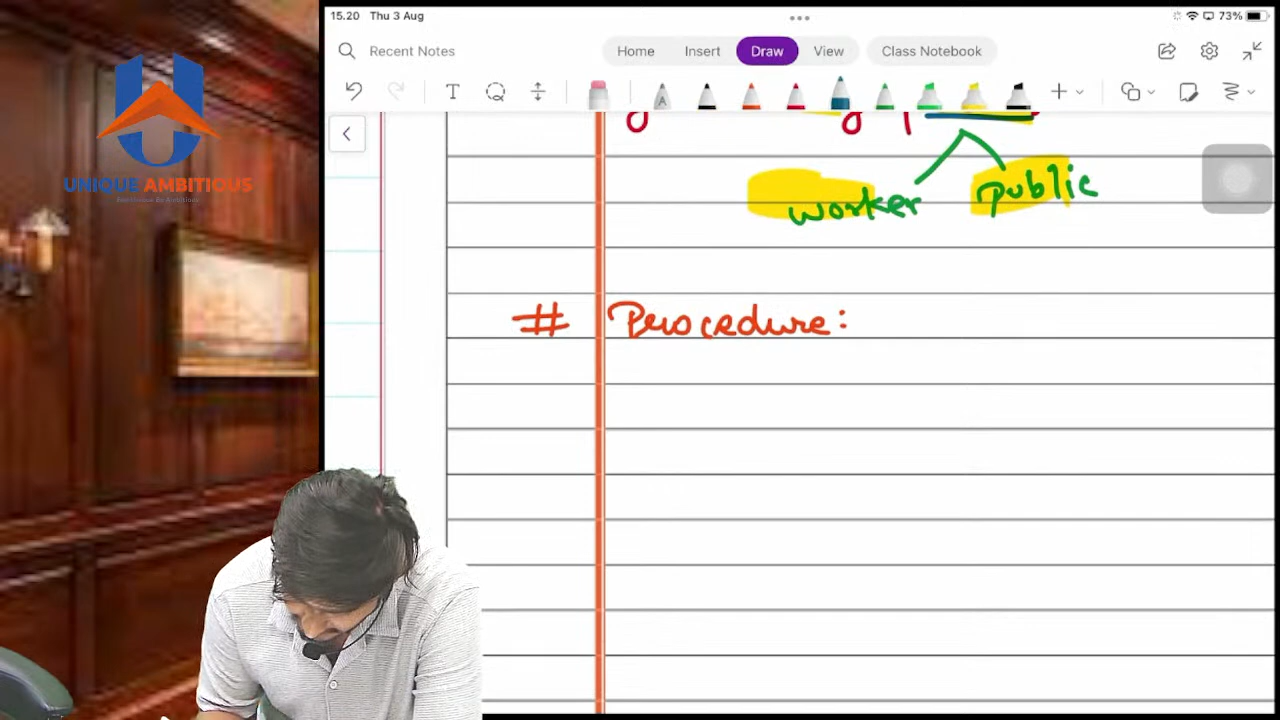 15.20 Thu 3 Aug
73%
Recent Notes
Home Insert Draw View Class Notebook
UNIQUE AMBITIOUS
worker public
# Procedure: